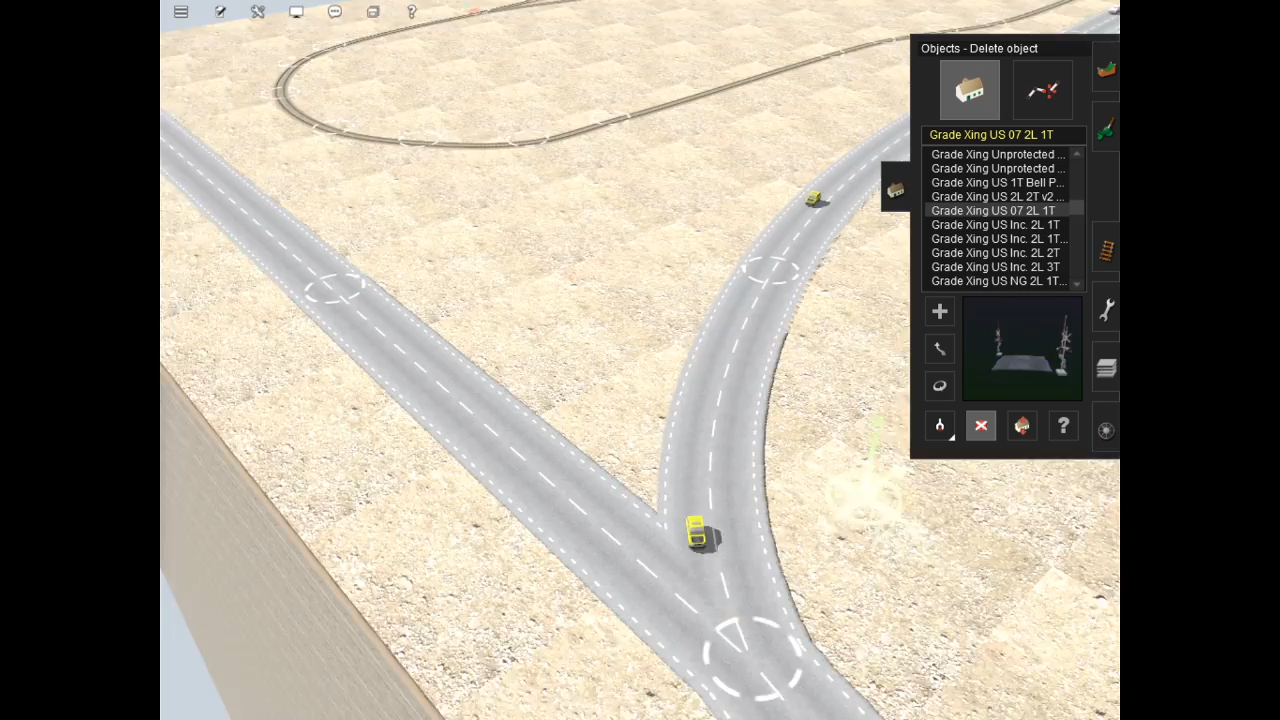 Objects - Delete object
Grade Xing US 07 2L 1T
Grade Xing Unprotected ...
Grade Xing Unprotected ...
Grade Xing US 1T Bell P...
Grade Xing US 2L 2T v2 ...
Grade Xing US 07 2L 1T
Grade Xing US Inc. 2L 1T
Grade Xing US Inc. 2L 1T...
Grade Xing US Inc. 2L 2T
Grade Xing US Inc. 2L 3T
Grade Xing US NG 2L 1T...